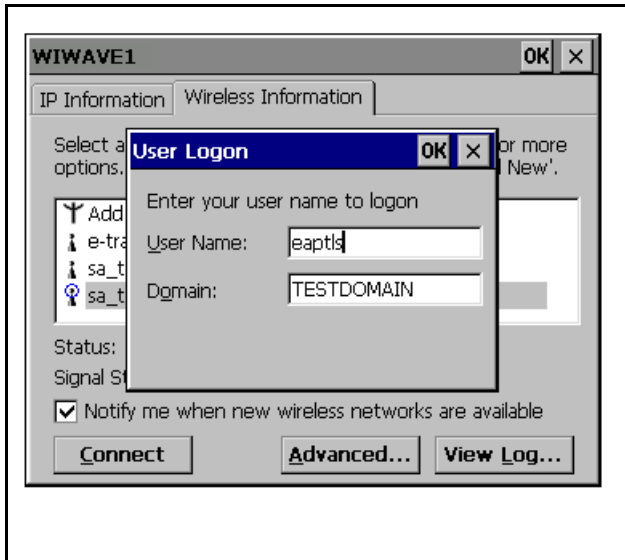 WIWAVE1 OK
IP Information Wireless Information
Select a or more
options. New'.
User Logon OK
Enter your user name to logon
User Name: eaptls
Domain: TESTDOMAIN
Add
e-tra
sa_t
sa_t
Status:
Signal St
Notify me when new wireless networks are available
Connect Advanced... View Log...